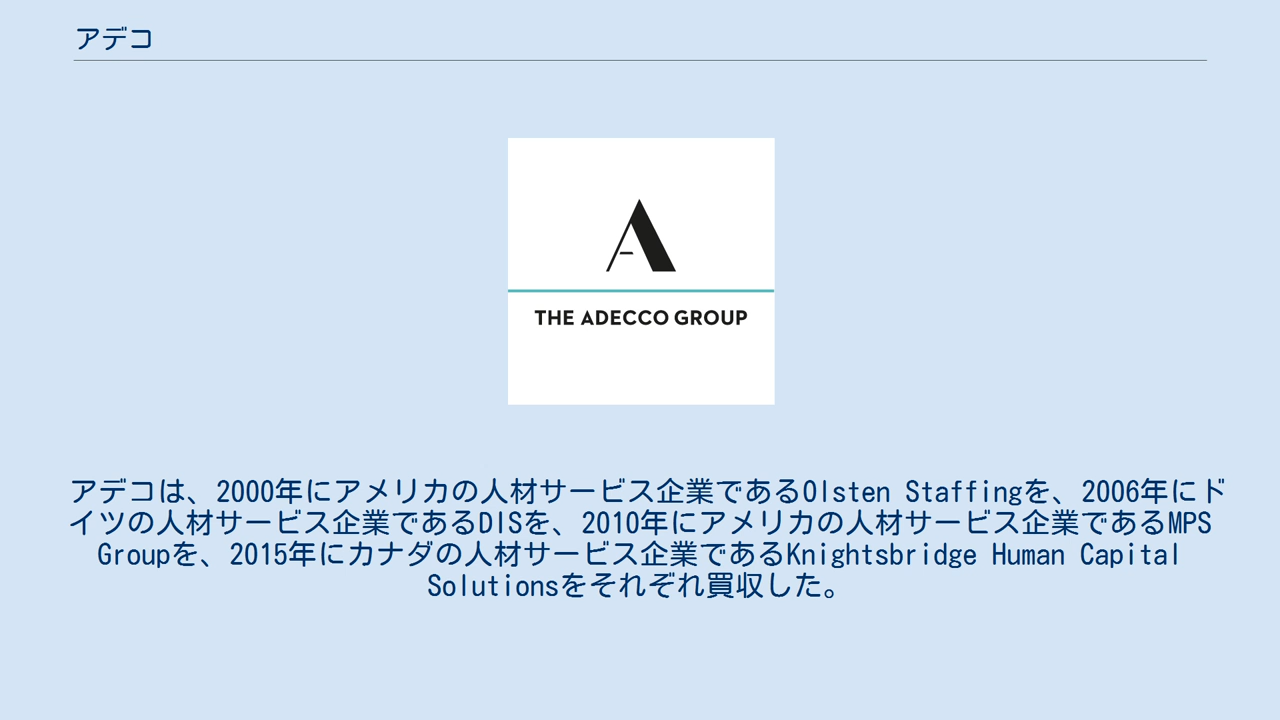 アデコ
THE ADECCO GROUP
アデコは、2000年にアメリカの人材サービス企業であるOlsten Staffingを、2006年にド
イツの人材サービス企業であるDISを、2010年にアメリカの人材サービス企業であるMPS
Groupを、2015年にカナダの人材サービス企業であるKnightsbridge Human Capital
Solutionsをそれぞれ買収した。